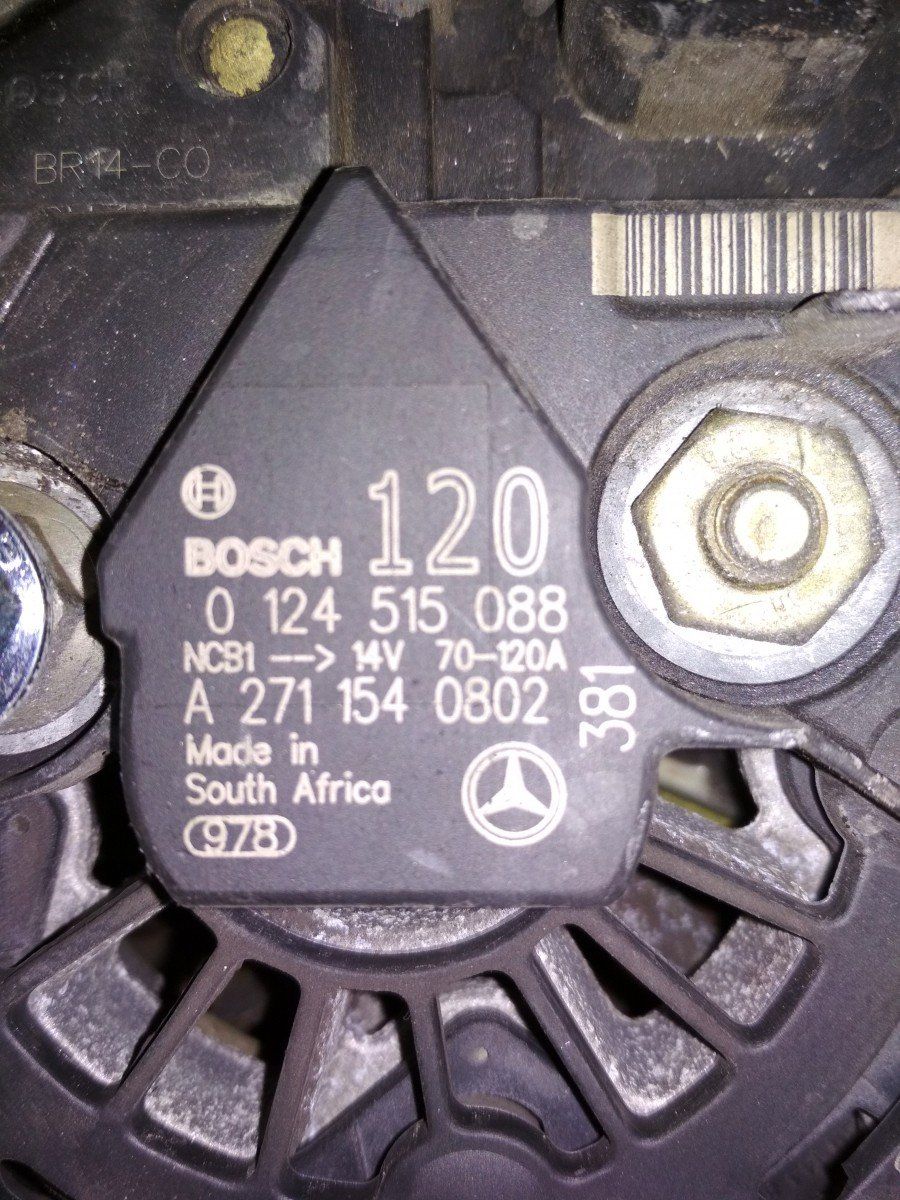 BR14-CO
BOSCH 120
0 124 515 088
NCB1 --> 14V 70-120A
A 271 154 0802
381
Made in
South Africa
978